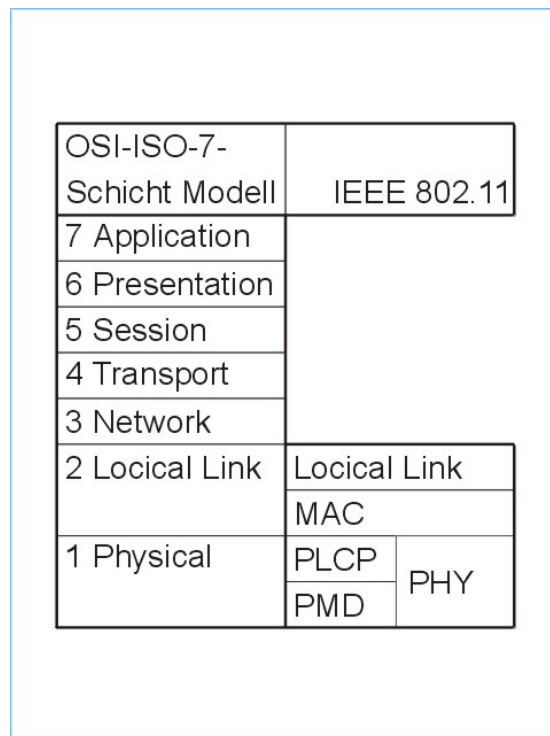 OSI-ISO-7-
Schicht Modell
IEEE 802.11
7 Application
6 Presentation
5 Session
4 Transport
3 Network
2 Locical Link
Locical Link
MAC
1 Physical
PLCP
PHY
PMD